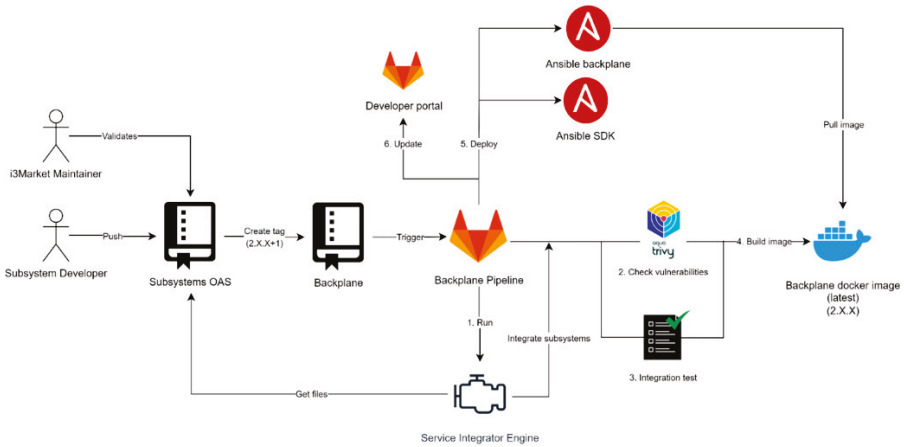 Ansible backplane
Developer portal
Ansible SDK
Validates
Pull image
6. Update
5. Deploy
i3Market Maintainer
Create tag
(2.X.X+1)
Push
Trigger
aqua
trivy
4. Build image
Subsystem Developer
Subsystems OAS
Backplane
Backplane Pipeline
2. Check vulnerabilities
Backplane docker image
(latest)
(2.X.X)
1. Run
Integrate subsystems
3. Integration test
Get files
Service Integrator Engine